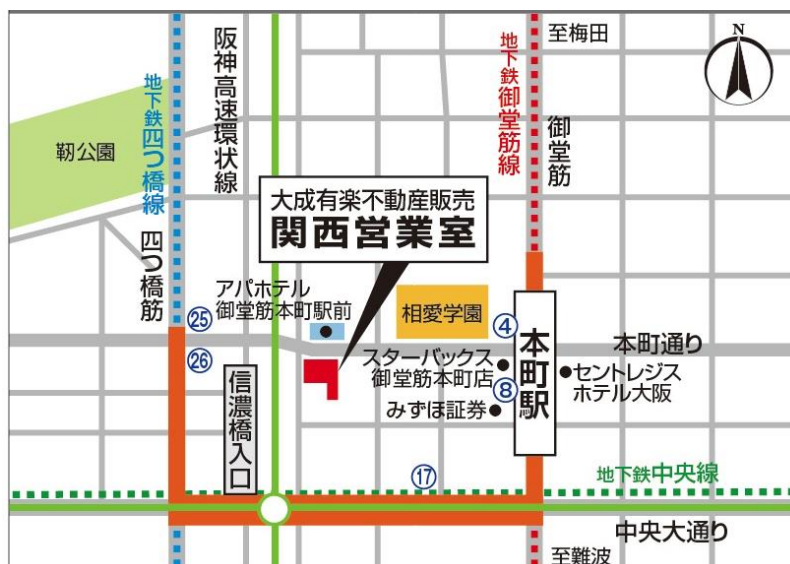 至梅田
N
阪神高速環状線
地下鉄四つ橋線
地下鉄御堂筋線
御堂筋
靭公園
大成有楽不動産販売
関西営業室
四つ橋筋
アパホテル
御堂筋本町駅前
相愛学園
㉕
④
本町通り
㉖
スターバックス
御堂筋本町店
本町駅
セントレジス
ホテル大阪
⑧
みずほ証券
信濃橋入口
⑰
地下鉄中央線
中央大通り
至難波